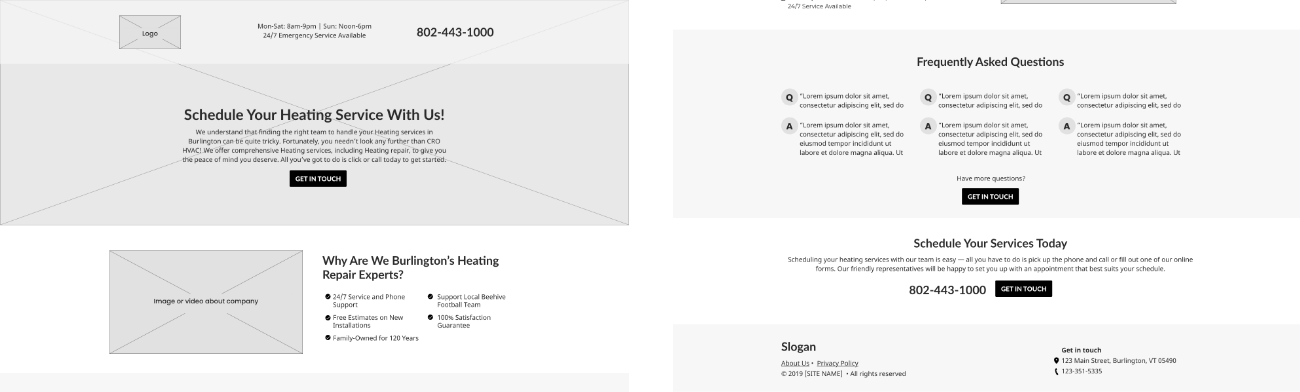 Logo
Mon-Sat: 8am-9pm | Sun: Noon-6pm
24/7 Emergency Service Available
802-443-1000
Schedule Your Heating Service With Us!
We understand that finding the right team to handle your Heating services in
Burlington can be quite tricky. Fortunately, you needn't look any further than CRO
HVAC! We offer comprehensive Heating services, including Heating repair, to give you
the peace of mind you deserve. All you've got to do is click or call today to get started.
GET IN TOUCH
Image or video about company
Why Are We Burlington's Heating
Repair Experts?
24/7 Service and Phone
Support
Free Estimates on New
Installations
Family-Owned for 120 Years
Support Local Beehive
Football Team
100% Satisfaction
Guarantee
24/7 Service Available
Frequently Asked Questions
Q
"Lorem ipsum dolor sit amet,
consectetur adipiscing elit, sed do
A
"Lorem ipsum dolor sit amet,
consectetur adipiscing elit, sed do
eiusmod tempor incididunt ut
labore et dolore magna aliqua. Ut
Q
"Lorem ipsum dolor sit amet,
consectetur adipiscing elit, sed do
A
"Lorem ipsum dolor sit amet,
consectetur adipiscing elit, sed do
eiusmod tempor incididunt ut
labore et dolore magna aliqua. Ut
Q
"Lorem ipsum dolor sit amet,
consectetur adipiscing elit, sed do
A
"Lorem ipsum dolor sit amet,
consectetur adipiscing elit, sed do
eiusmod tempor incididunt ut
labore et dolore magna aliqua. Ut
Have more questions?
GET IN TOUCH
Schedule Your Services Today
Scheduling your heating services with our team is easy — all you have to do is pick up the phone and call or fill out one of our online
forms. Our friendly representatives will be happy to set you up with an appointment that best suits your schedule.
802-443-1000
GET IN TOUCH
Slogan
About Us • Privacy Policy
© 2019 [SITE NAME] • All rights reserved
Get in touch
123 Main Street, Burlington, VT 05490
123-351-5335